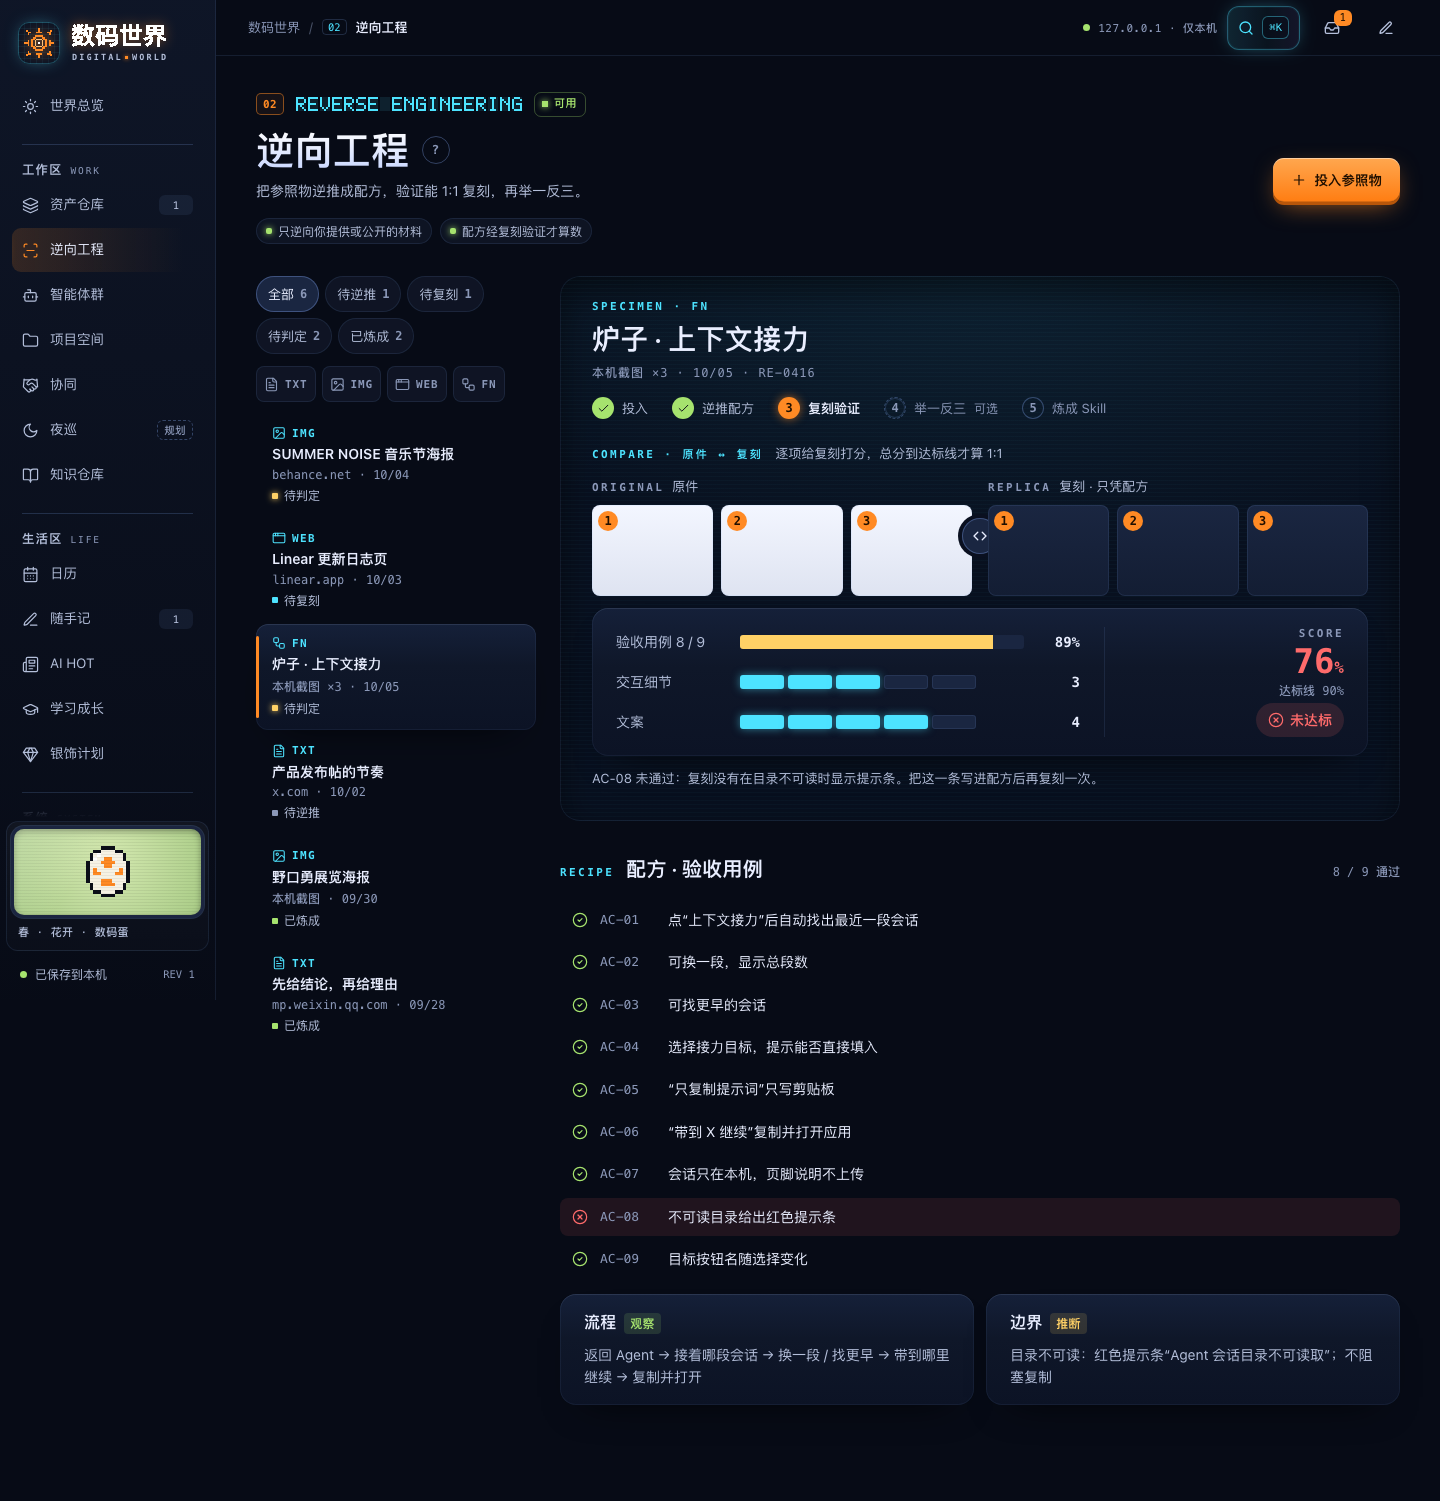 数码世界
DIGITAL WORLD
世界总览
工作区 WORK
资产仓库 1
逆向工程
智能体群
项目空间
协同
夜巡 规划
知识仓库
生活区 LIFE
日历
随手记 1
AI HOT
学习成长
银饰计划
春 · 花开 · 数码蛋
已保存到本机 REV 1
数码世界 / 02 逆向工程
127.0.0.1 · 仅本机 ⌘K 1
02 REVERSE ENGINEERING 可用
逆向工程 ?
把参照物逆推成配方，验证能 1:1 复刻，再举一反三。
只逆向你提供或公开的材料 配方经复刻验证才算数
+ 投入参照物
全部 6 待逆推 1 待复刻 1
待判定 2 已炼成 2
TXT IMG WEB FN
IMG
SUMMER NOISE 音乐节海报
behance.net · 10/04
待判定
WEB
Linear 更新日志页
linear.app · 10/03
待复刻
FN
炉子 · 上下文接力
本机截图 ×3 · 10/05
待判定
TXT
产品发布帖的节奏
x.com · 10/02
待逆推
IMG
野口勇展览海报
本机截图 · 09/30
已炼成
TXT
先给结论，再给理由
mp.weixin.qq.com · 09/28
已炼成
SPECIMEN · FN
炉子 · 上下文接力
本机截图 ×3 · 10/05 · RE-0416
投入 逆推配方 3 复刻验证 4 举一反三 可选 5 炼成 Skill
COMPARE · 原件 ↔ 复刻 逐项给复刻打分，总分到达标线才算 1:1
ORIGINAL 原件 REPLICA 复刻 · 只凭配方
1 2 3 1 2 3
验收用例 8 / 9 89%
交互细节 3
文案 4
SCORE
76%
达标线 90%
未达标
AC-08 未通过：复刻没有在目录不可读时显示提示条。把这一条写进配方后再复刻一次。
RECIPE 配方 · 验收用例 8 / 9 通过
AC-01 点“上下文接力”后自动找出最近一段会话
AC-02 可换一段，显示总段数
AC-03 可找更早的会话
AC-04 选择接力目标，提示能否直接填入
AC-05 “只复制提示词”只写剪贴板
AC-06 “带到 X 继续”复制并打开应用
AC-07 会话只在本机，页脚说明不上传
AC-08 不可读目录给出红色提示条
AC-09 目标按钮名随选择变化
流程 观察
返回 Agent → 接着哪段会话 → 换一段 / 找更早 → 带到哪里
继续 → 复制并打开
边界 推断
目录不可读：红色提示条“Agent 会话目录不可读取”；不阻
塞复制